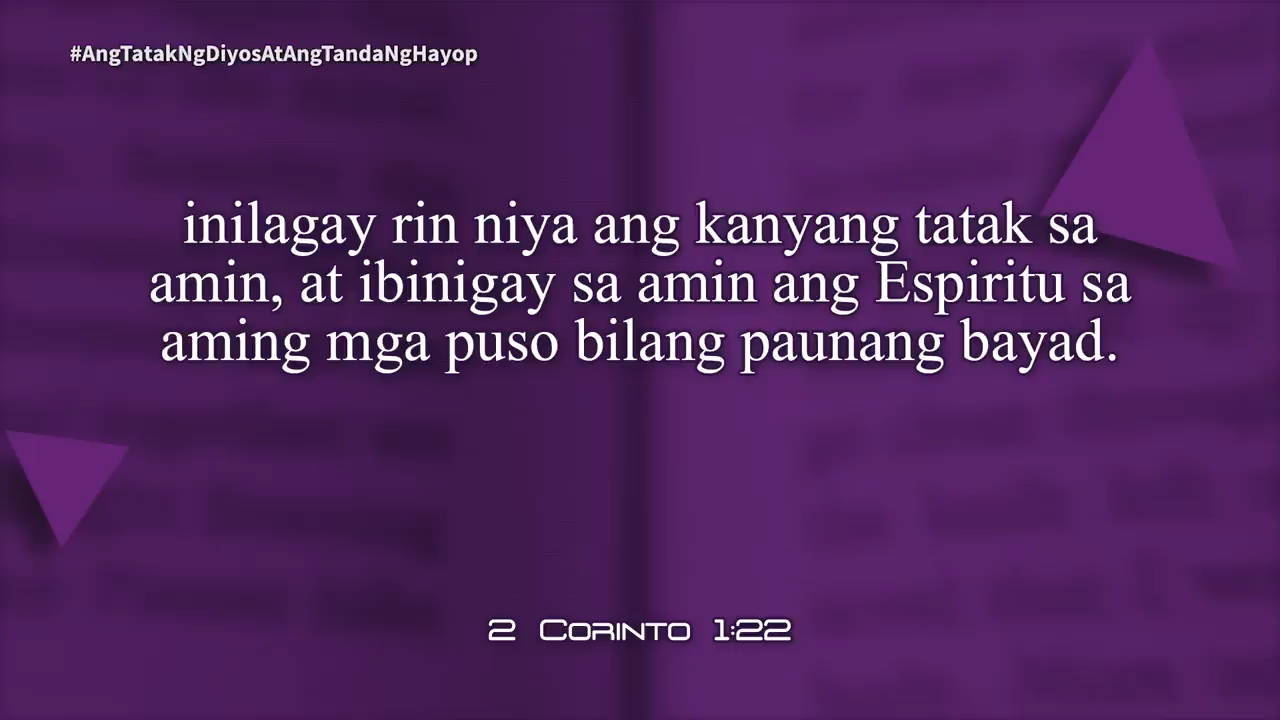 #AngTatakNgDiyosAtAngTandaNgHayop
inilagay rin niya ang kanyang tatak sa
amin, at ibinigay sa amin ang Espiritu sa
aming mga puso bilang paunang bayad.
2 Corinto 1:22